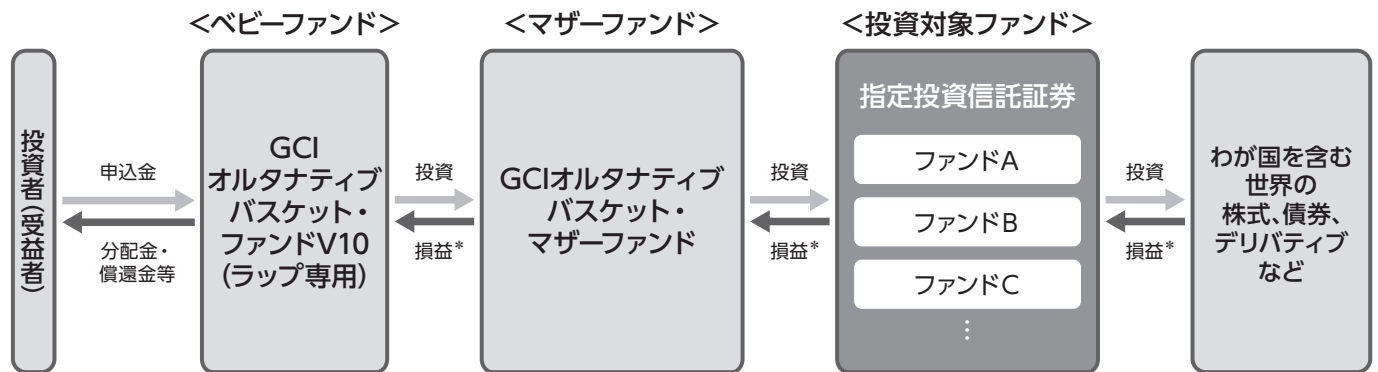 <ベビーファンド>
<マザーファンド>
<投資対象ファンド>
投資者(受益者)
申込金
分配金・
償還金等
GCI
オルタナティブ
バスケット・
ファンドV10
(ラップ専用)
投資
損益*
GCIオルタナティブ
バスケット・
マザーファンド
投資
損益*
指定投資信託証券
ファンドA
ファンドB
ファンドC
⋮
投資
損益*
わが国を含む
世界の
株式、債券、
デリバティブ
など